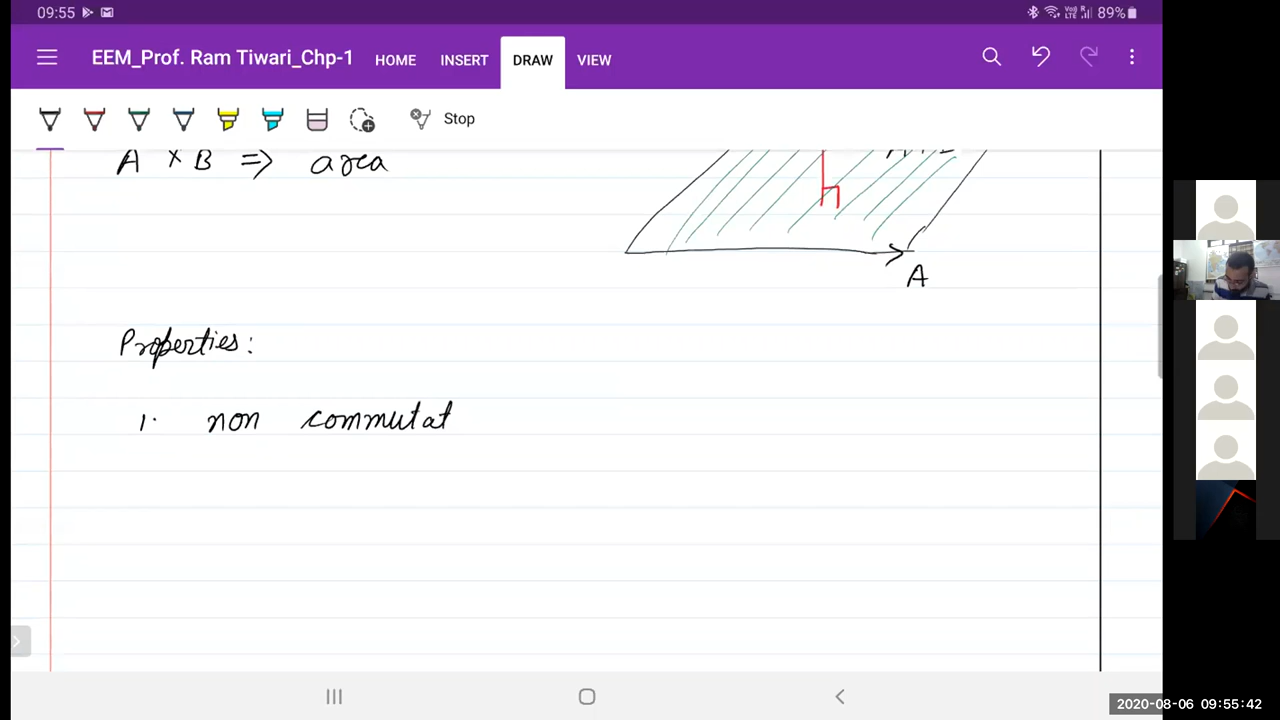 09:55 89%
EEM_Prof. Ram Tiwari_Chp-1 HOME INSERT DRAW VIEW
Stop
A × B => area
h
A
Properties:
1. non commutat
2020-08-06 09:55:42